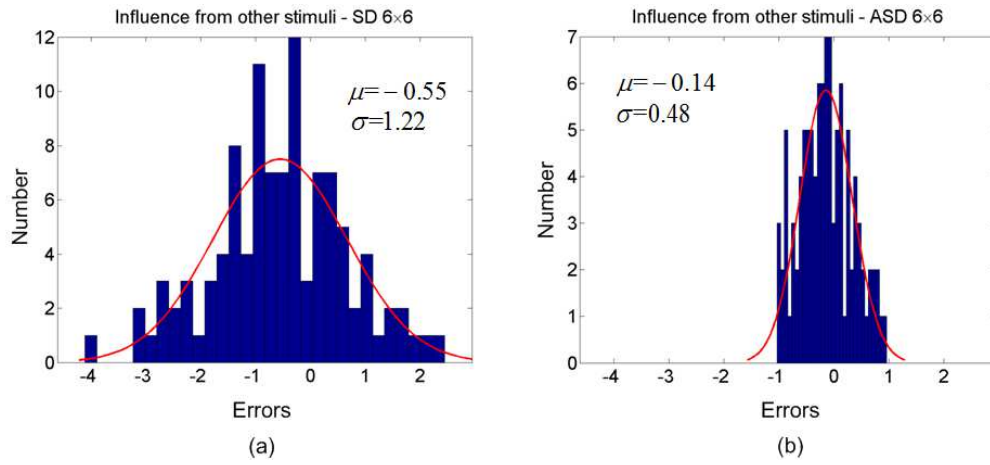 Influence from other stimuli - SD 6×6
12
10
8
6
4
2
0
Number
μ=－0.55
σ=1.22
-4 -3 -2 -1 0 1 2
Errors
(a)
Influence from other stimuli - ASD 6×6
7
6
5
4
3
2
1
0
Number
μ=－0.14
σ=0.48
-4 -3 -2 -1 0 1 2
Errors
(b)